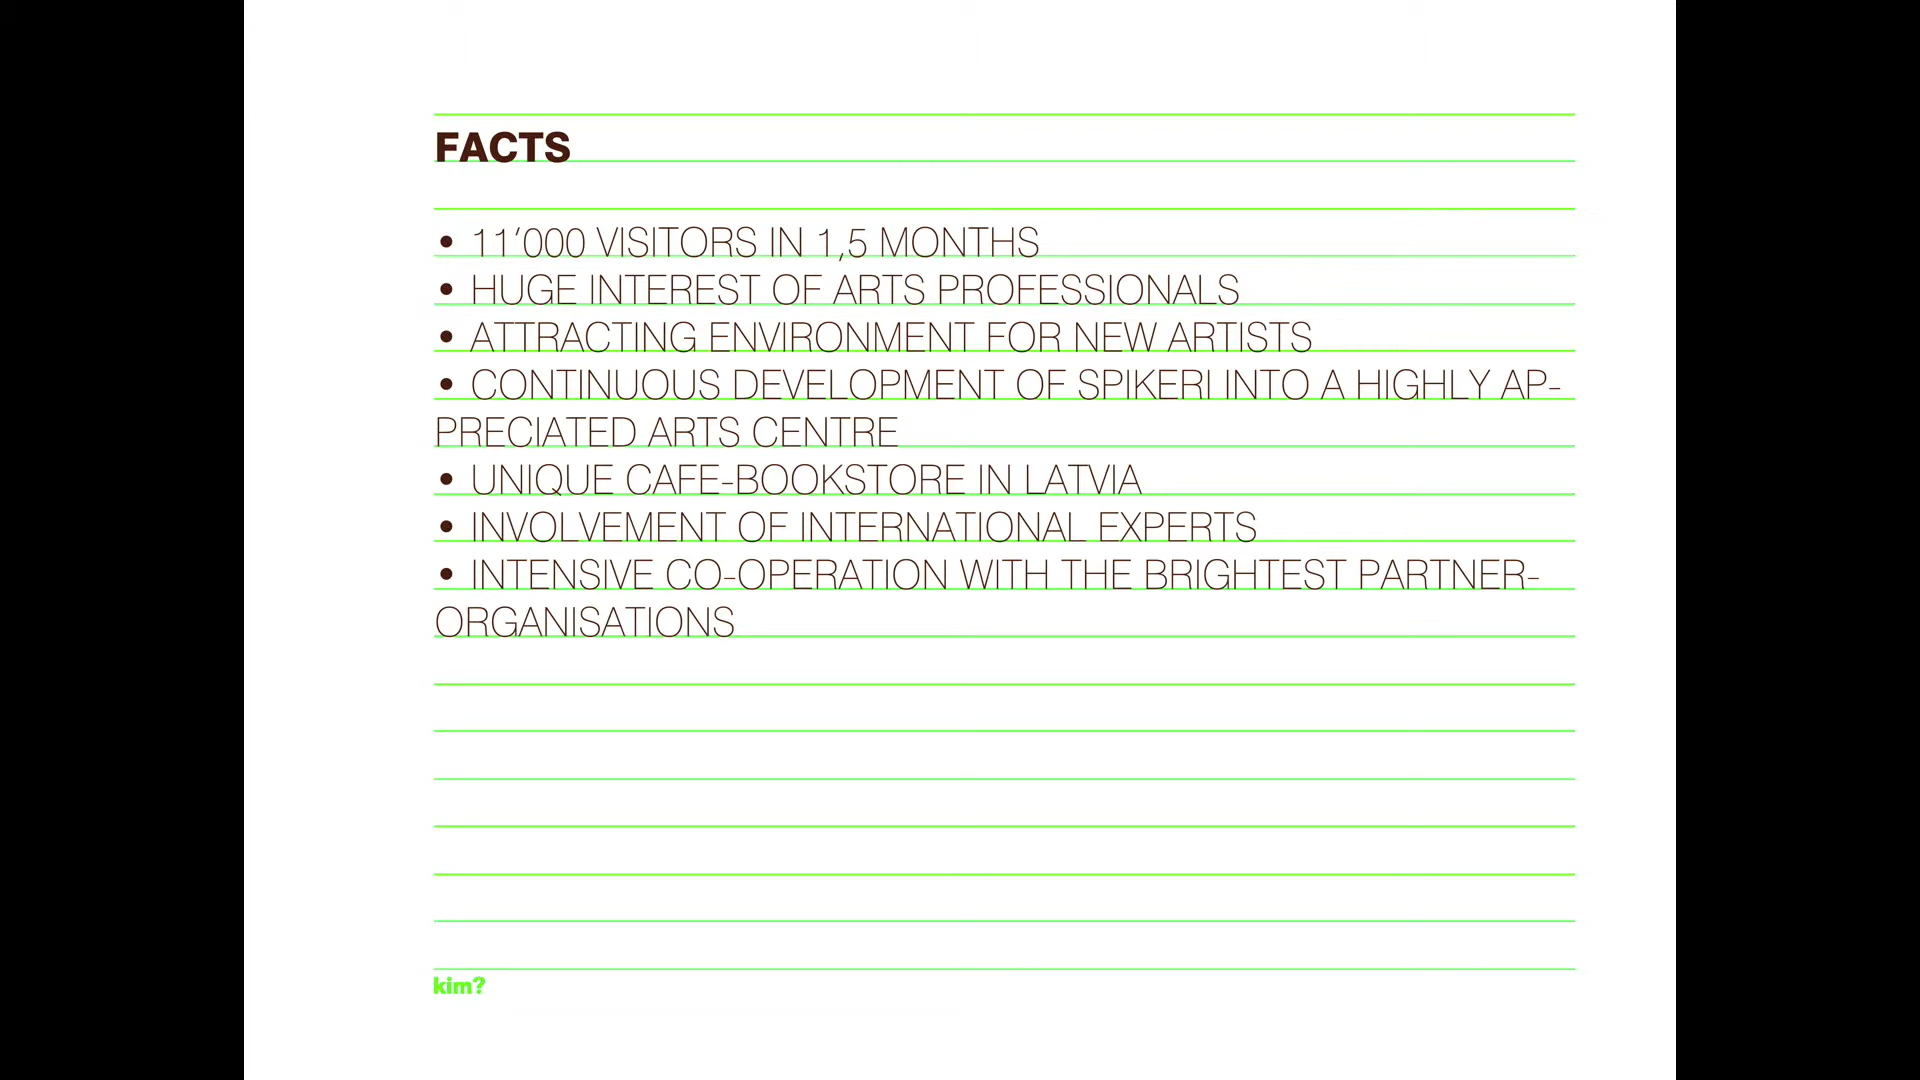 FACTS
• 11’000 VISITORS IN 1,5 MONTHS
• HUGE INTEREST OF ARTS PROFESSIONALS
• ATTRACTING ENVIRONMENT FOR NEW ARTISTS
• CONTINUOUS DEVELOPMENT OF SPIKERI INTO A HIGHLY AP-
PRECIATED ARTS CENTRE
• UNIQUE CAFE-BOOKSTORE IN LATVIA
• INVOLVEMENT OF INTERNATIONAL EXPERTS
• INTENSIVE CO-OPERATION WITH THE BRIGHTEST PARTNER-
ORGANISATIONS
kim?